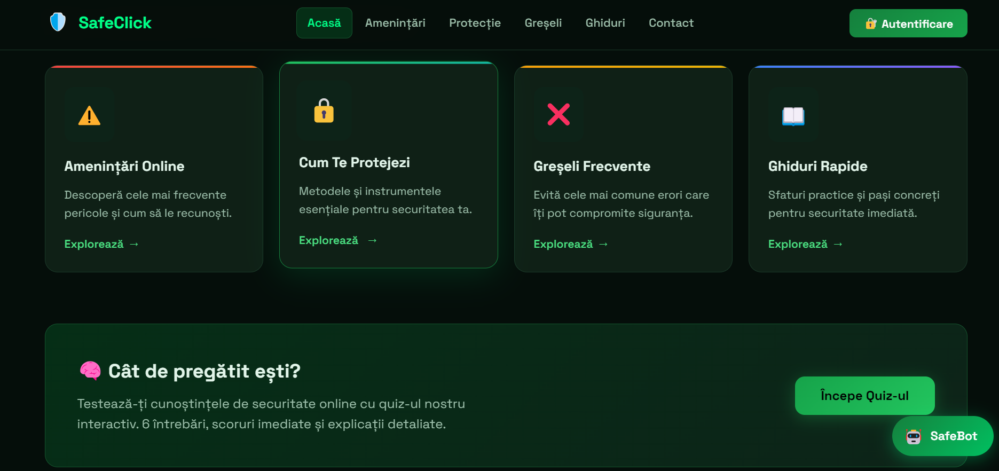 SafeClick
Acasă
Amenințări
Protecție
Greșeli
Ghiduri
Contact
Autentificare
Amenințări Online
Descoperă cele mai frecvente
pericole și cum să le recunoști.
Explorează →
Cum Te Protejezi
Metodele și instrumentele
esențiale pentru securitatea ta.
Explorează →
Greșeli Frecvente
Evită cele mai comune erori care
îți pot compromite siguranța.
Explorează →
Ghiduri Rapide
Sfaturi practice și pași concreți
pentru securitate imediată.
Explorează →
Cât de pregătit ești?
Testează-ți cunoștințele de securitate online cu quiz-ul nostru
interactiv. 6 întrebări, scoruri imediate și explicații detaliate.
Începe Quiz-ul
SafeBot